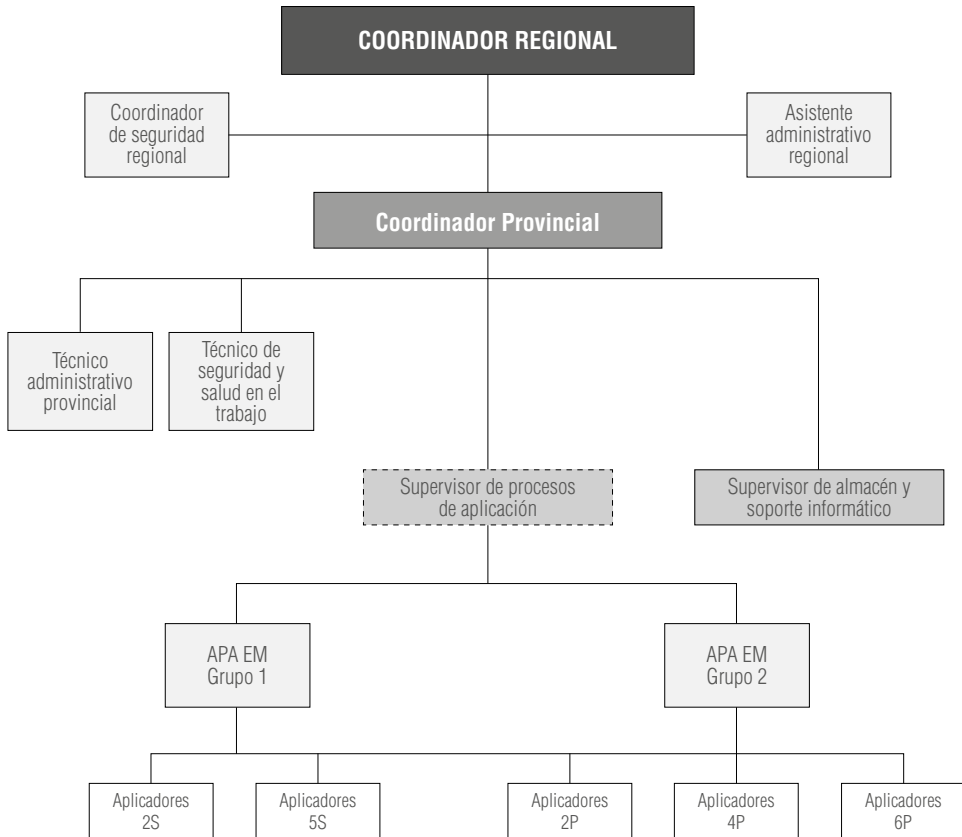 COORDINADOR REGIONAL
Coordinador
de seguridad
regional
Asistente
administrativo
regional
Coordinador Provincial
Técnico
administrativo
provincial
Técnico de
seguridad y
salud en el
trabajo
Supervisor de procesos
de aplicación
Supervisor de almacén y
soporte informático
APA EM
Grupo 1
APA EM
Grupo 2
Aplicadores
2S
Aplicadores
5S
Aplicadores
2P
Aplicadores
4P
Aplicadores
6P